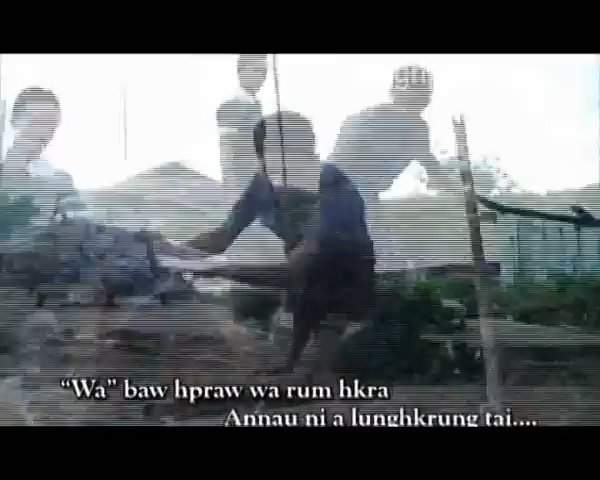 “Wa” baw hpraw wa rum hkra
Annau ni a lunghkrung tai....